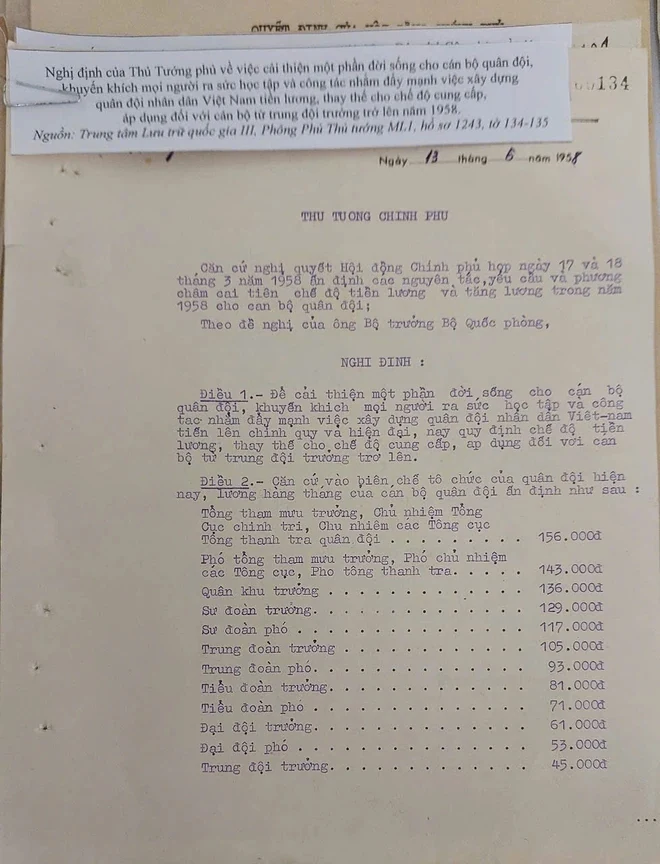 Nghị định của Thủ Tướng phủ về việc cải thiện một phần đời sống cho cán bộ quân đội,
khuyến khích mọi người ra sức học tập và công tác nhằm đẩy mạnh việc xây dựng
quân đội nhân dân Việt Nam tiền lương, thay thế cho chế độ cung cấp,
áp dụng đối với cán bộ từ trung đội trưởng trở lên năm 1958.
Nguồn: Trung tâm Lưu trữ quốc gia III, Phông Phủ Thủ tướng ML1, hồ sơ 1243, tờ 134-135
134
Ngày 13 tháng 6 năm 1958
THU TUONG CHINH PHU
Căn cứ nghị quyết Hội đồng Chính phủ họp ngày 17 và 18
tháng 3 năm 1958 ấn định các nguyên tắc, yêu cầu và phương
châm cai tiên chế độ tiền lương và tăng lương trong năm
1958 cho cán bộ quân đội;
Theo đề nghị của ông Bộ trưởng Bộ Quốc phòng,
NGHI ĐINH :
Điều 1.- Để cải thiện một phần đời sống cho cán bộ
quân đội, khuyến khich mọi người ra sức học tập và công
tac nhằm đẩy mạnh việc xây dựng quân đội nhân dân Việt-nam
tiến lên chính quy và hiện đại, nay quy định chế độ tiền
lương, thay thế cho chế độ cung cấp, ap dụng đối với cán
bộ từ trung đội trưởng trở lên.
Điều 2.- Căn cứ vào biên chế tổ chức của quân đội hiện
nay, lương hàng tháng của cán bộ quân đội ấn định như sau :
Tổng tham mưu trưởng, Chủ nhiệm Tổng
Cục chinh tri, Chu nhiêm các Tổng cục
Tổng thanh tra quân đội . . . . . . . . . 156.000đ
Phó tổng tham mưu trưởng, Phó chủ nhiệm
các Tổng cục, Pho tổng thanh tra. . . . . 143.000đ
Quân khu trưởng . . . . . . . . . . . . . 136.000đ
Sư đoàn trưởng. . . . . . . . . . . . . . 129.000đ
Sư đoàn phó . . . . . . . . . . . . . . . 117.000đ
Trung đoàn trưởng . . . . . . . . . . . . 105.000đ
Trung đoàn phó. . . . . . . . . . . . . . 93.000đ
Tiểu đoàn trưởng. . . . . . . . . . . . . 81.000đ
Tiểu đoàn phó . . . . . . . . . . . . . . 71.000đ
Đại đội trưởng. . . . . . . . . . . . . . 61.000đ
Đại đội phó . . . . . . . . . . . . . . . 53.000đ
Trung đội trưởng. . . . . . . . . . . . . 45.000đ
...